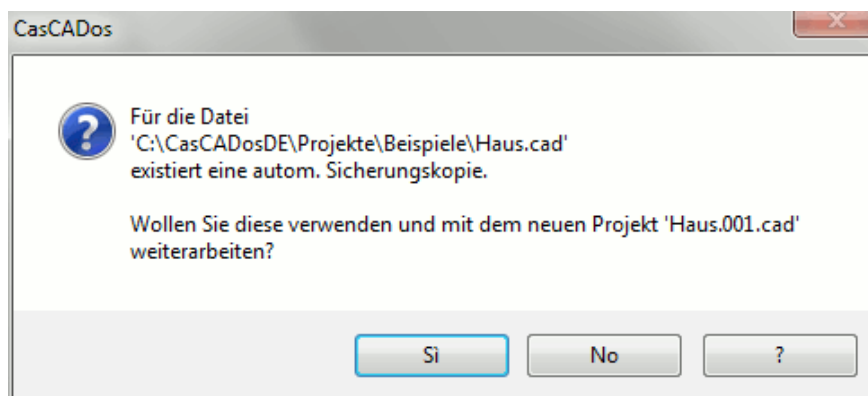 CasCADos
Für die Datei
'C:\CasCADosDE\Projekte\Beispiele\Haus.cad'
existiert eine autom. Sicherungskopie.
Wollen Sie diese verwenden und mit dem neuen Projekt 'Haus.001.cad'
weiterarbeiten?
Sì
No
?